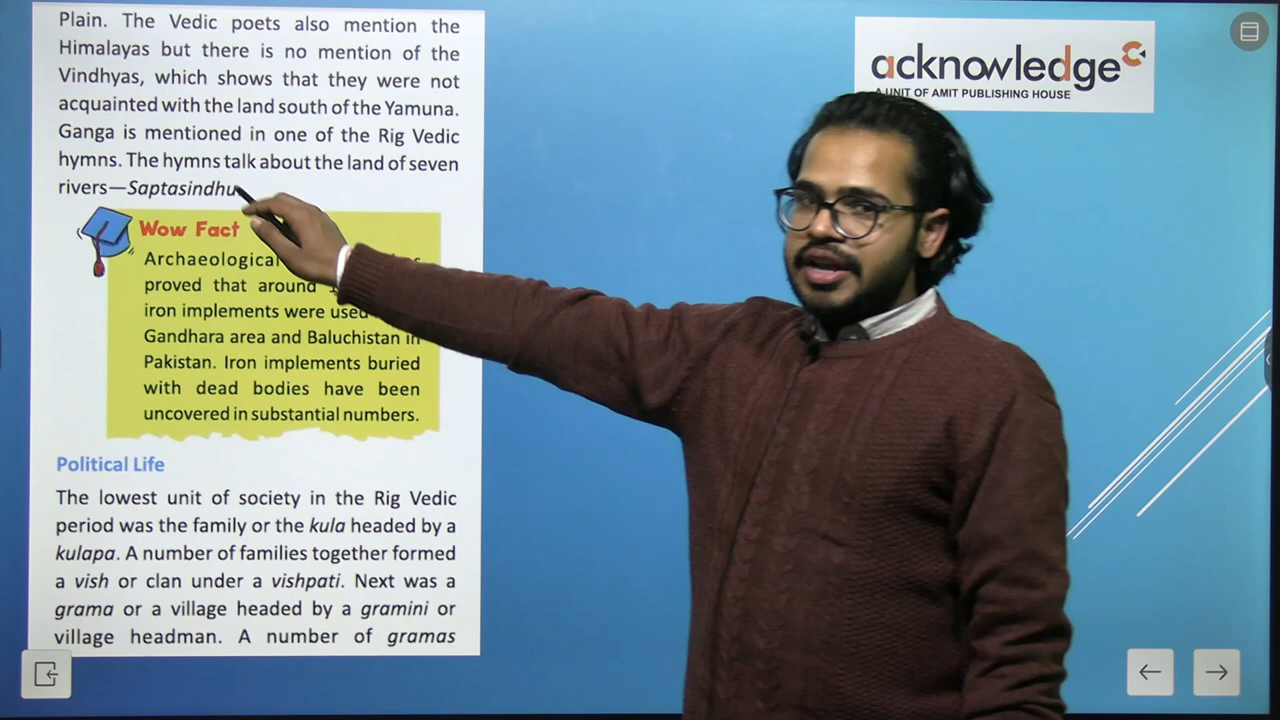 Plain. The Vedic poets also mention the
Himalayas but there is no mention of the
Vindhyas, which shows that they were not
acquainted with the land south of the Yamuna.
Ganga is mentioned in one of the Rig Vedic
hymns. The hymns talk about the land of seven
rivers—Saptasindhu
Wow Fact
Archaeological
proved that around
iron implements were used
Gandhara area and Baluchistan in
Pakistan. Iron implements buried
with dead bodies have been
uncovered in substantial numbers.
Political Life
The lowest unit of society in the Rig Vedic
period was the family or the kula headed by a
kulapa. A number of families together formed
a vish or clan under a vishpati. Next was a
grama or a village headed by a gramini or
village headman. A number of gramas
acknowledge
A UNIT OF AMIT PUBLISHING HOUSE